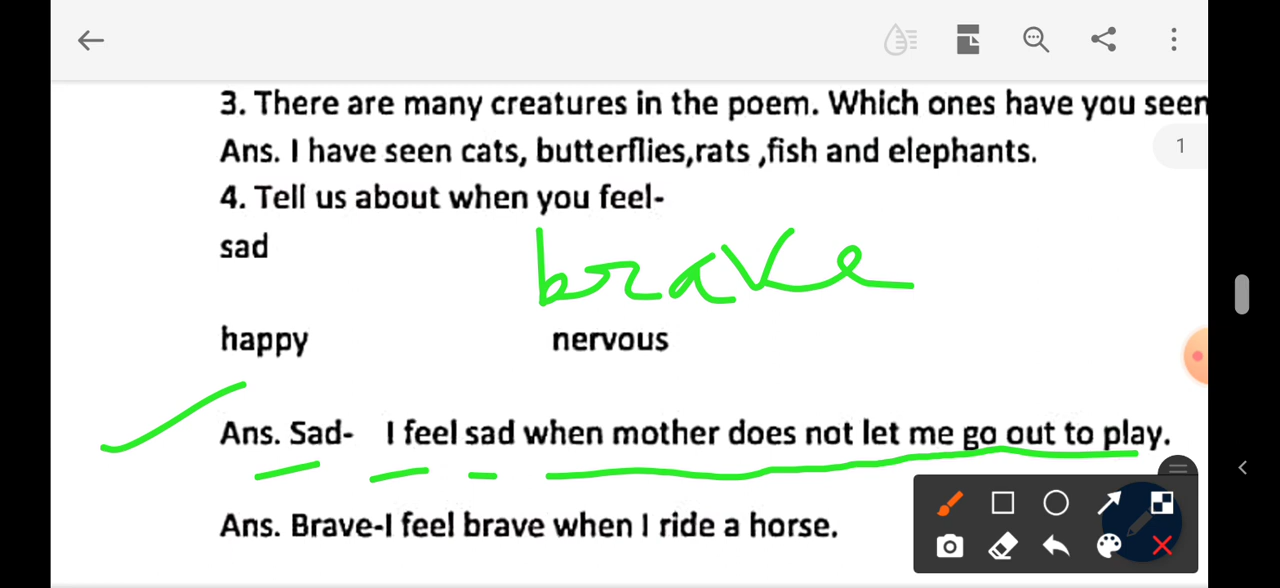 3. There are many creatures in the poem. Which ones have you seen
Ans. I have seen cats, butterflies,rats ,fish and elephants.
1
4. Tell us about when you feel-
sad brave
happy nervous
Ans. Sad- I feel sad when mother does not let me go out to play.
Ans. Brave-I feel brave when I ride a horse.